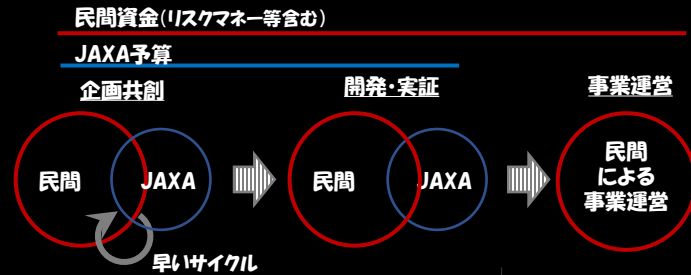 民間資金(リスクマネー等含む)
JAXA予算
企画共創
開発・実証
事業運営
民間
JAXA
民間
JAXA
民間
による
事業運営
早いサイクル